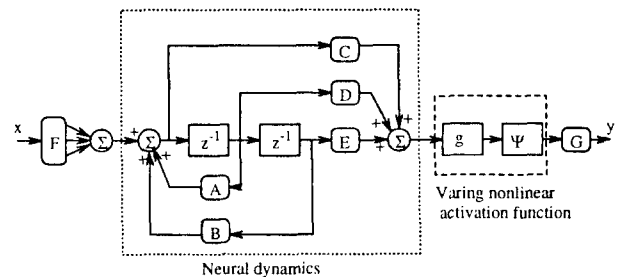 C
D
x
F
Σ
+
Σ
+
+
z⁻¹
z⁻¹
E
+
+
+
Σ
g
Ψ
G
y
A
B
Varing nonlinear
activation function
Neural dynamics